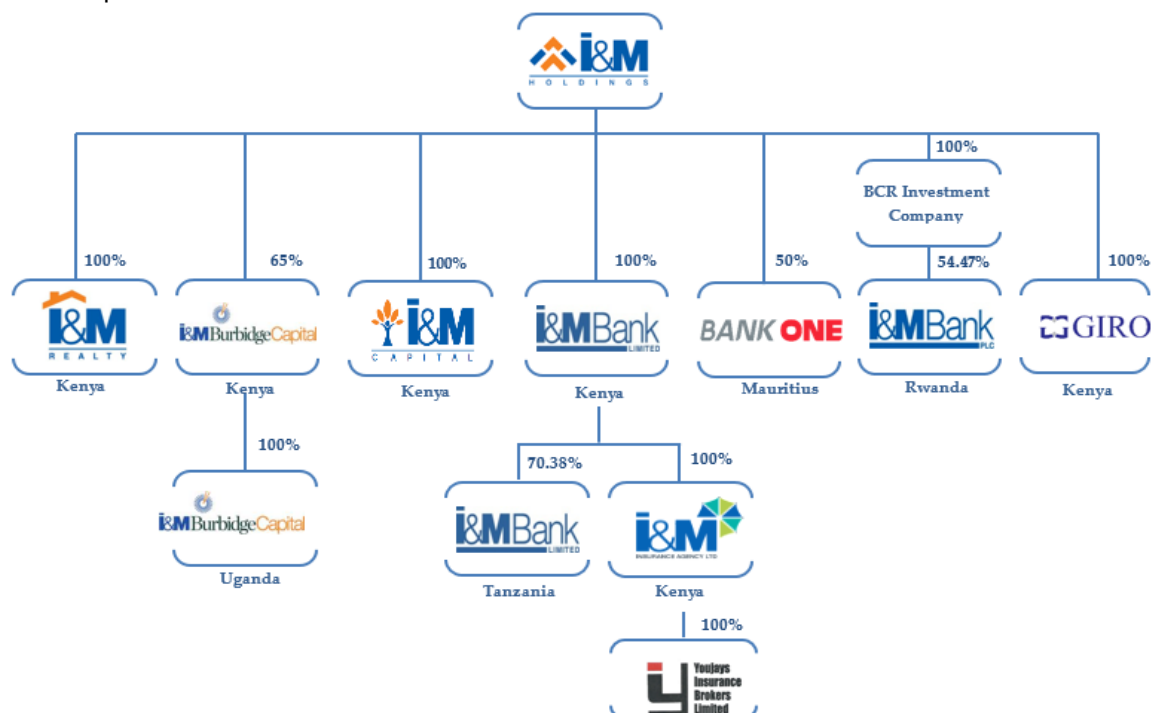 I&M
HOLDINGS
100%
BCR Investment
Company
100%
65%
100%
100%
50%
54.47%
100%
I&M
REALTY
I&MBurbidgeCapital
I&M
CAPITAL
I&MBank
LIMITED
BANK ONE
I&MBank
PLC
GIRO
Kenya
Kenya
Kenya
Kenya
Mauritius
Rwanda
Kenya
100%
70.38%
100%
I&MBurbidgeCapital
I&MBank
LIMITED
I&M
INSURANCE AGENCY LTD
Uganda
Tanzania
Kenya
100%
Youjays
Insurance
Brokers
Limited